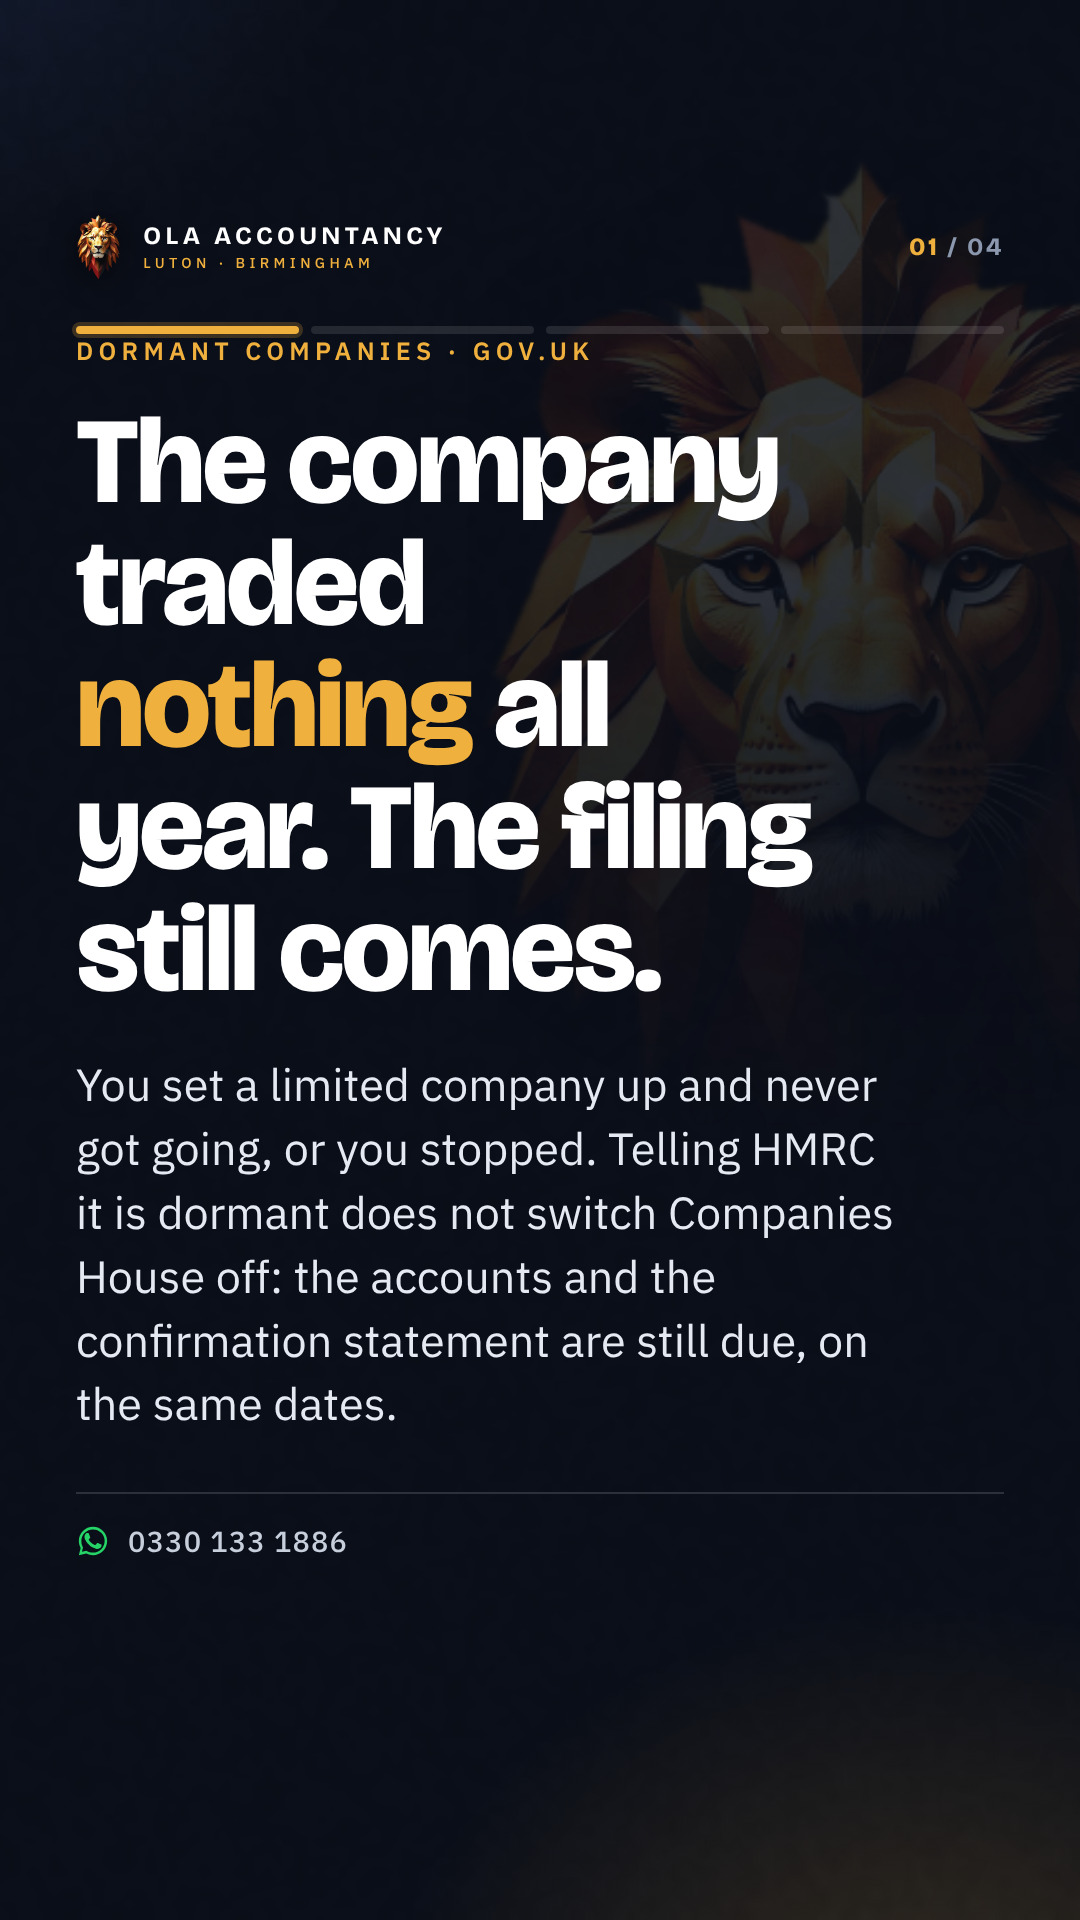 OLA ACCOUNTANCY
LUTON · BIRMINGHAM
01 / 04
DORMANT COMPANIES · GOV.UK
The company
traded
nothing all
year. The filing
still comes.
You set a limited company up and never
got going, or you stopped. Telling HMRC
it is dormant does not switch Companies
House off: the accounts and the
confirmation statement are still due, on
the same dates.
0330 133 1886